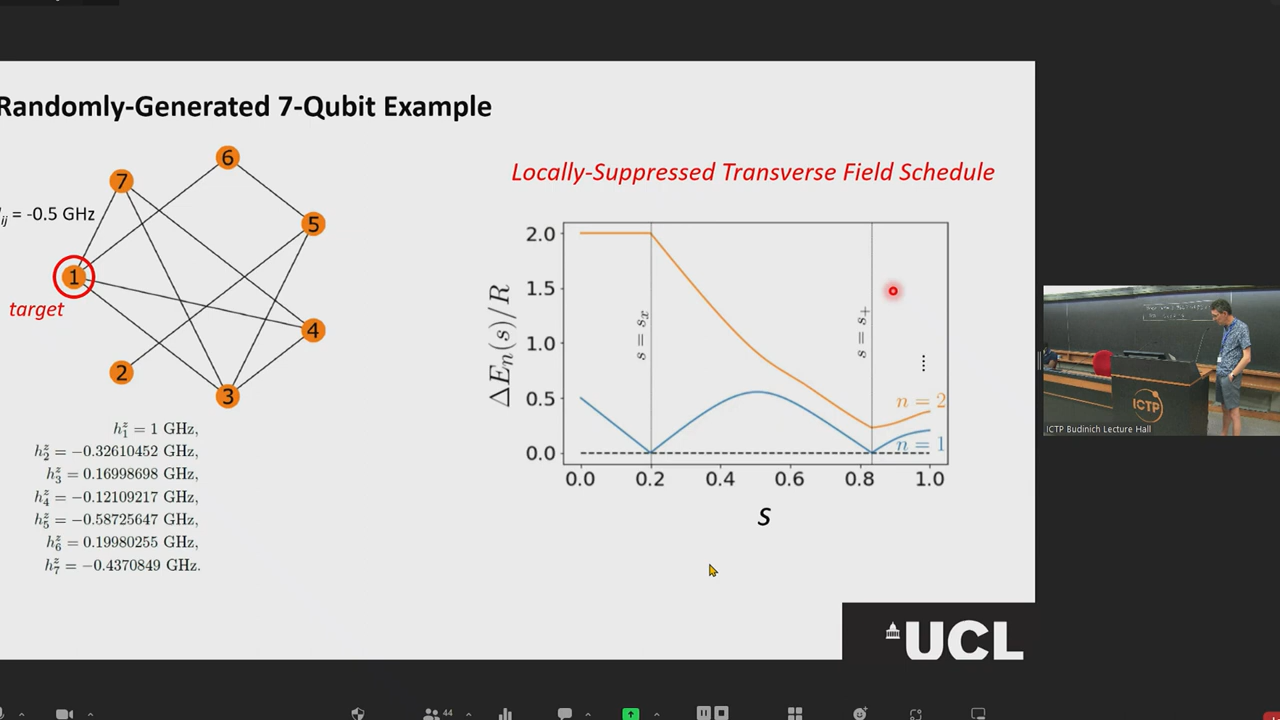 Randomly-Generated 7-Qubit Example
6
7
5
ij = -0.5 GHz
1
target
4
2
3
h₁ᶻ = 1 GHz,
h₂ᶻ = −0.32610452 GHz,
h₃ᶻ = 0.16998698 GHz,
h₄ᶻ = −0.12109217 GHz,
h₅ᶻ = −0.58725647 GHz,
h₆ᶻ = 0.19980255 GHz,
h₇ᶻ = −0.4370849 GHz.
Locally-Suppressed Transverse Field Schedule
2.0
1.5
1.0
0.5
0.0
ΔEₙ(s)/R
s = sₓ
s = s₊
n = 2
n = 1
0.0 0.2 0.4 0.6 0.8 1.0
s
UCL
ICTP
ICTP Budinich Lecture Hall
44